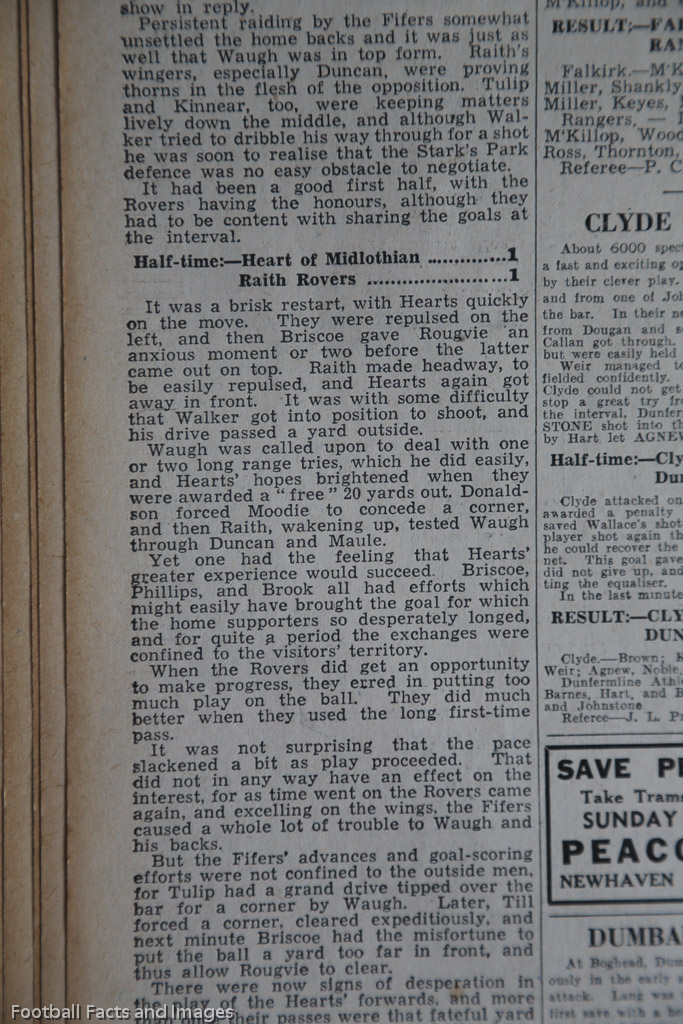 show in reply.
Persistent raiding by the Fifers somewhat
unsettled the home backs and it was just as
well that Waugh was in top form. Raith's
wingers, especially Duncan, were proving
thorns in the flesh of the opposition. Tulip
and Kinnear, too, were keeping matters
lively down the middle, and although Wal-
ker tried to dribble his way through for a shot
he was soon to realise that the Stark's Park
defence was no easy obstacle to negotiate.
It had been a good first half, with the
Rovers having the honours, although they
had to be content with sharing the goals at
the interval.
Half-time:—Heart of Midlothian .............1
Raith Rovers .......................1
It was a brisk restart, with Hearts quickly
on the move. They were repulsed on the
left, and then Briscoe gave Rougvie an
anxious moment or two before the latter
came out on top. Raith made headway, to
be easily repulsed, and Hearts again got
away in front. It was with some difficulty
that Walker got into position to shoot, and
his drive passed a yard outside.
Waugh was called upon to deal with one
or two long range tries, which he did easily,
and Hearts' hopes brightened when they
were awarded a "free" 20 yards out. Donald-
son forced Moodie to concede a corner,
and then Raith, wakening up, tested Waugh
through Duncan and Maule.
Yet one had the feeling that Hearts'
greater experience would succeed. Briscoe,
Phillips, and Brook all had efforts which
might easily have brought the goal for which
the home supporters so desperately longed,
and for quite a period the exchanges were
confined to the visitors' territory.
When the Rovers did get an opportunity
to make progress, they erred in putting too
much play on the ball. They did much
better when they used the long first-time
pass.
It was not surprising that the pace
slackened a bit as play proceeded. That
did not in any way have an effect on the
interest, for as time went on the Rovers came
again, and excelling on the wings, the Fifers
caused a whole lot of trouble to Waugh and
his backs.
But the Fifers' advances and goal-scoring
efforts were not confined to the outside men,
for Tulip had a grand drive tipped over the
bar for a corner by Waugh. Later, Till
forced a corner, cleared expeditiously, and
next minute Briscoe had the misfortune to
put the ball a yard too far in front, and
thus allow Rougvie to clear.
There were now signs of desperation in
the play of the Hearts' forwards, and more
their passes were that fateful yard
M'Killop, and
RESULT:—FA
RAN
Falkirk.—M'K
Miller, Shankly
Miller, Keyes,
Rangers. —
M'Killop, Wood
Ross, Thornton,
Referee—P. C
CLYDE
About 6000 spec
a fast and exciting o
by their clever play.
and from one of Jo
the bar. In their n
from Dougan and s
Callan got through.
but were easily held
Weir managed t
fielded confidently.
Clyde could not get
stop a great try fr
the interval, Dunfer
STONE shot into t
by Hart let AGNE
Half-time:—Cly
Du
Clyde attacked on
awarded a penalty
saved Wallace's shot
player shot again th
he could recover the
net. This goal gave
did not give up, and
ting the equaliser.
In the last minute
RESULT:—CLY
DUN
Clyde.—Brown; K
Weir; Agnew, Noble,
Dunfermline Athl
Barnes, Hart, and B
and Johnstone.
Referee—J. L. P
SAVE P
Take Tram
SUNDAY
PEACO
NEWHAVEN
DUMBA
At Boghead, Dum
ously in the early s
attack. Lang was
first save with a b
Football Facts and Images